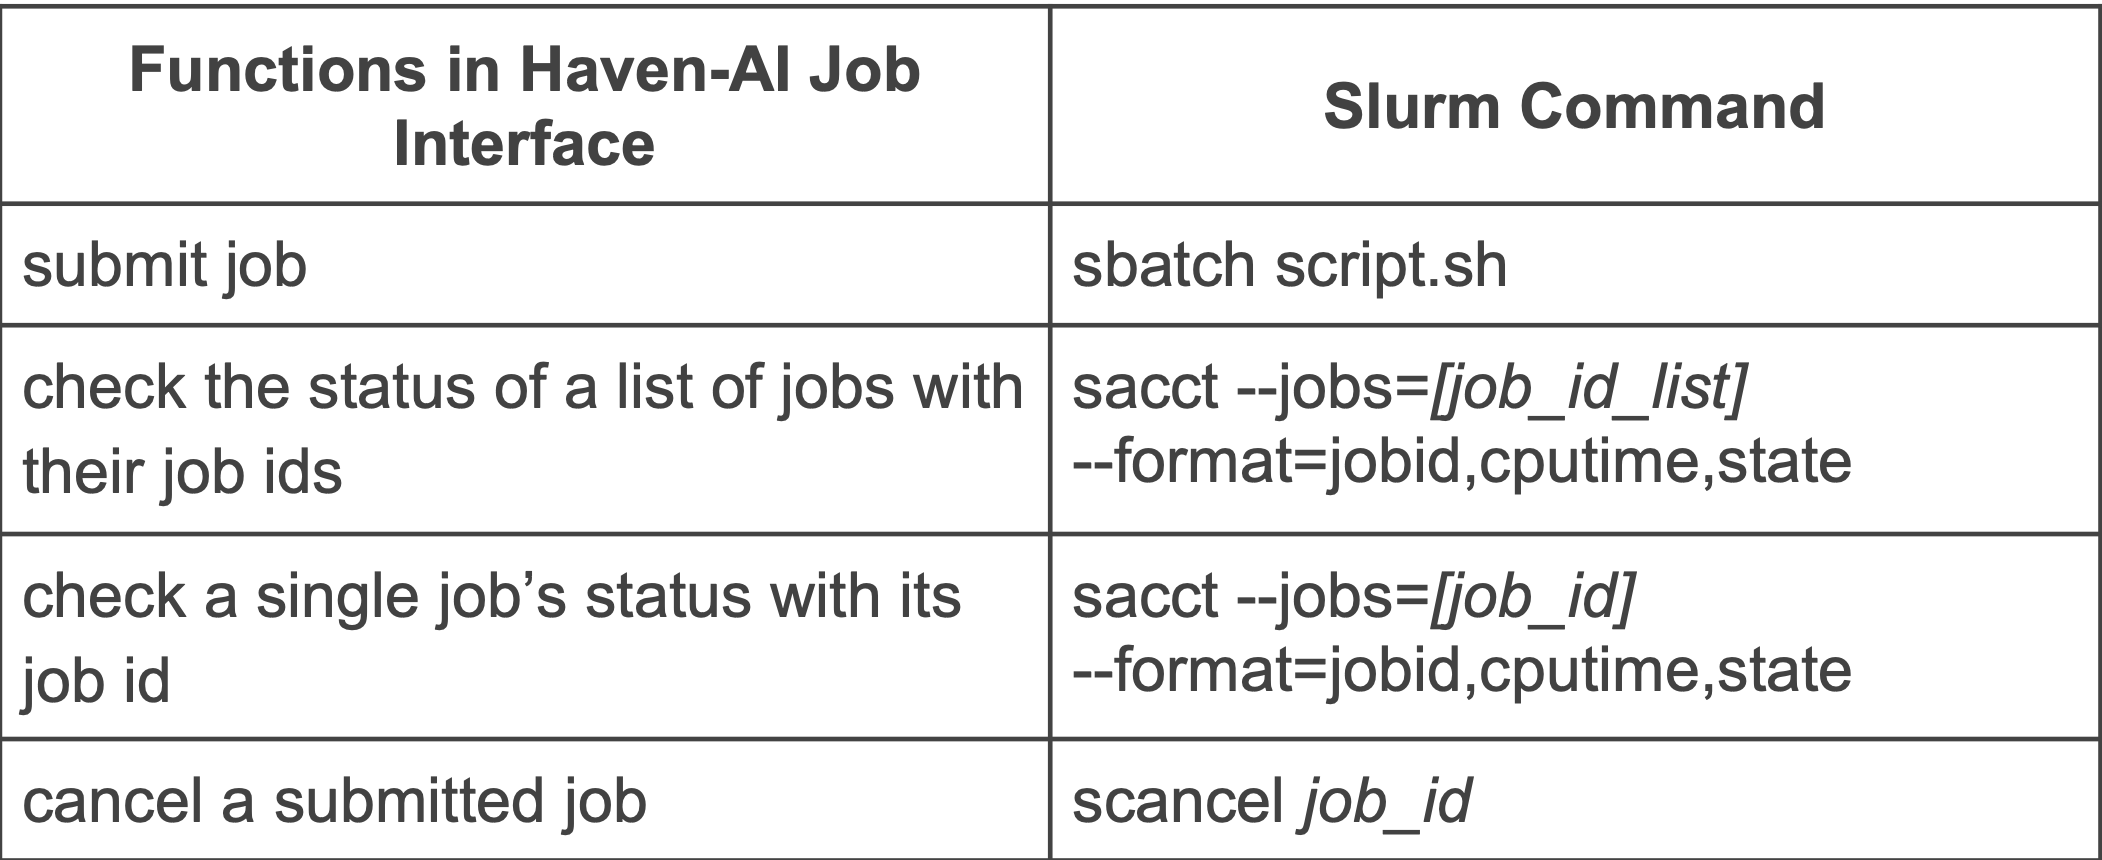 Functions in Haven-AI Job
Interface
Slurm Command
submit job
sbatch script.sh
check the status of a list of jobs with
their job ids
sacct --jobs=[job_id_list]
--format=jobid,cputime,state
check a single job’s status with its
job id
sacct --jobs=[job_id]
--format=jobid,cputime,state
cancel a submitted job
scancel job_id